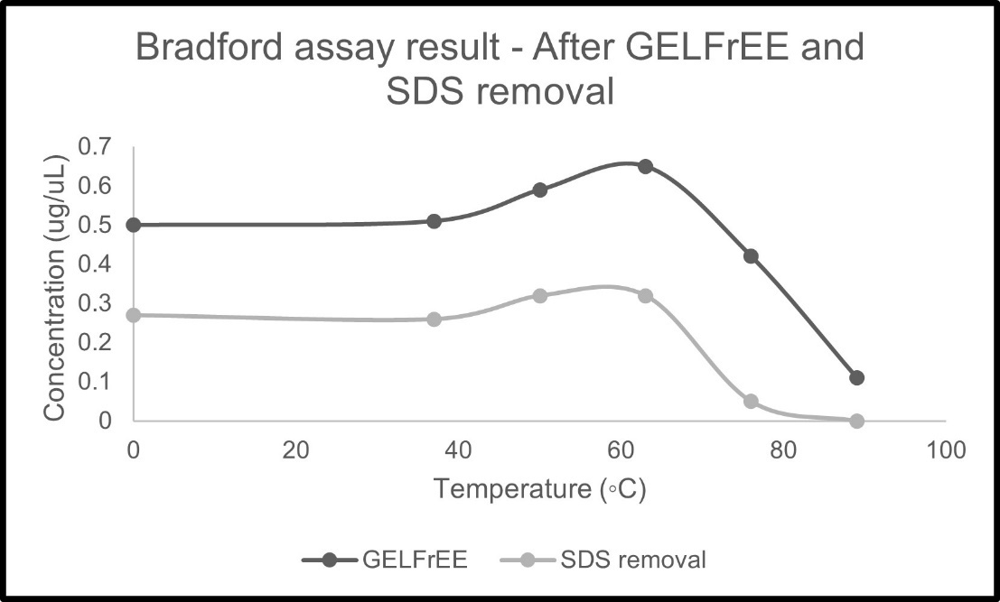 Bradford assay result - After GELFrEE and
SDS removal
Concentration (ug/uL)
0.7
0.6
0.5
0.4
0.3
0.2
0.1
0
0 20 40 60 80 100
Temperature (◦C)
GELFrEE SDS removal